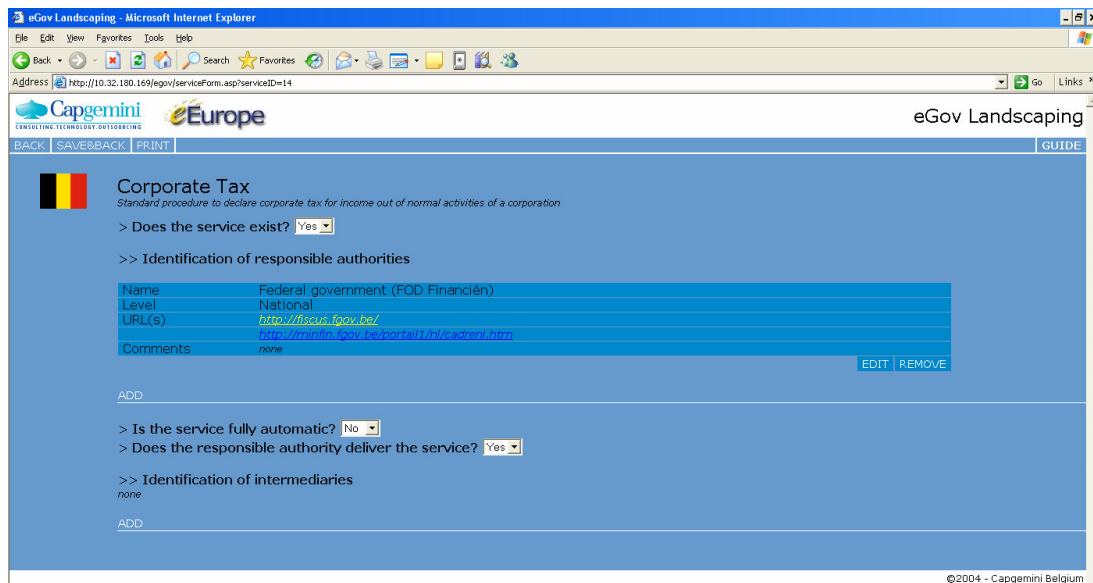 eGov Landscaping - Microsoft Internet Explorer
File Edit View Favorites Tools Help
Back Search Favorites
Address http://10.32.180.169/egov/serviceForm.asp?serviceID=14 Go Links
Capgemini
CONSULTING.TECHNOLOGY.OUTSOURCING
eEurope
eGov Landscaping
BACK SAVE&BACK PRINT GUIDE
Corporate Tax
Standard procedure to declare corporate tax for income out of normal activities of a corporation
> Does the service exist? Yes
>> Identification of responsible authorities
Name Federal government (FOD Financiën)
Level National
URL(s) http://fiscus.fgov.be/
http://minfin.fgov.be/portail1/nl/cadrenl.htm
Comments none
EDIT REMOVE
ADD
> Is the service fully automatic? No
> Does the responsible authority deliver the service? Yes
>> Identification of intermediaries
none
ADD
©2004 - Capgemini Belgium